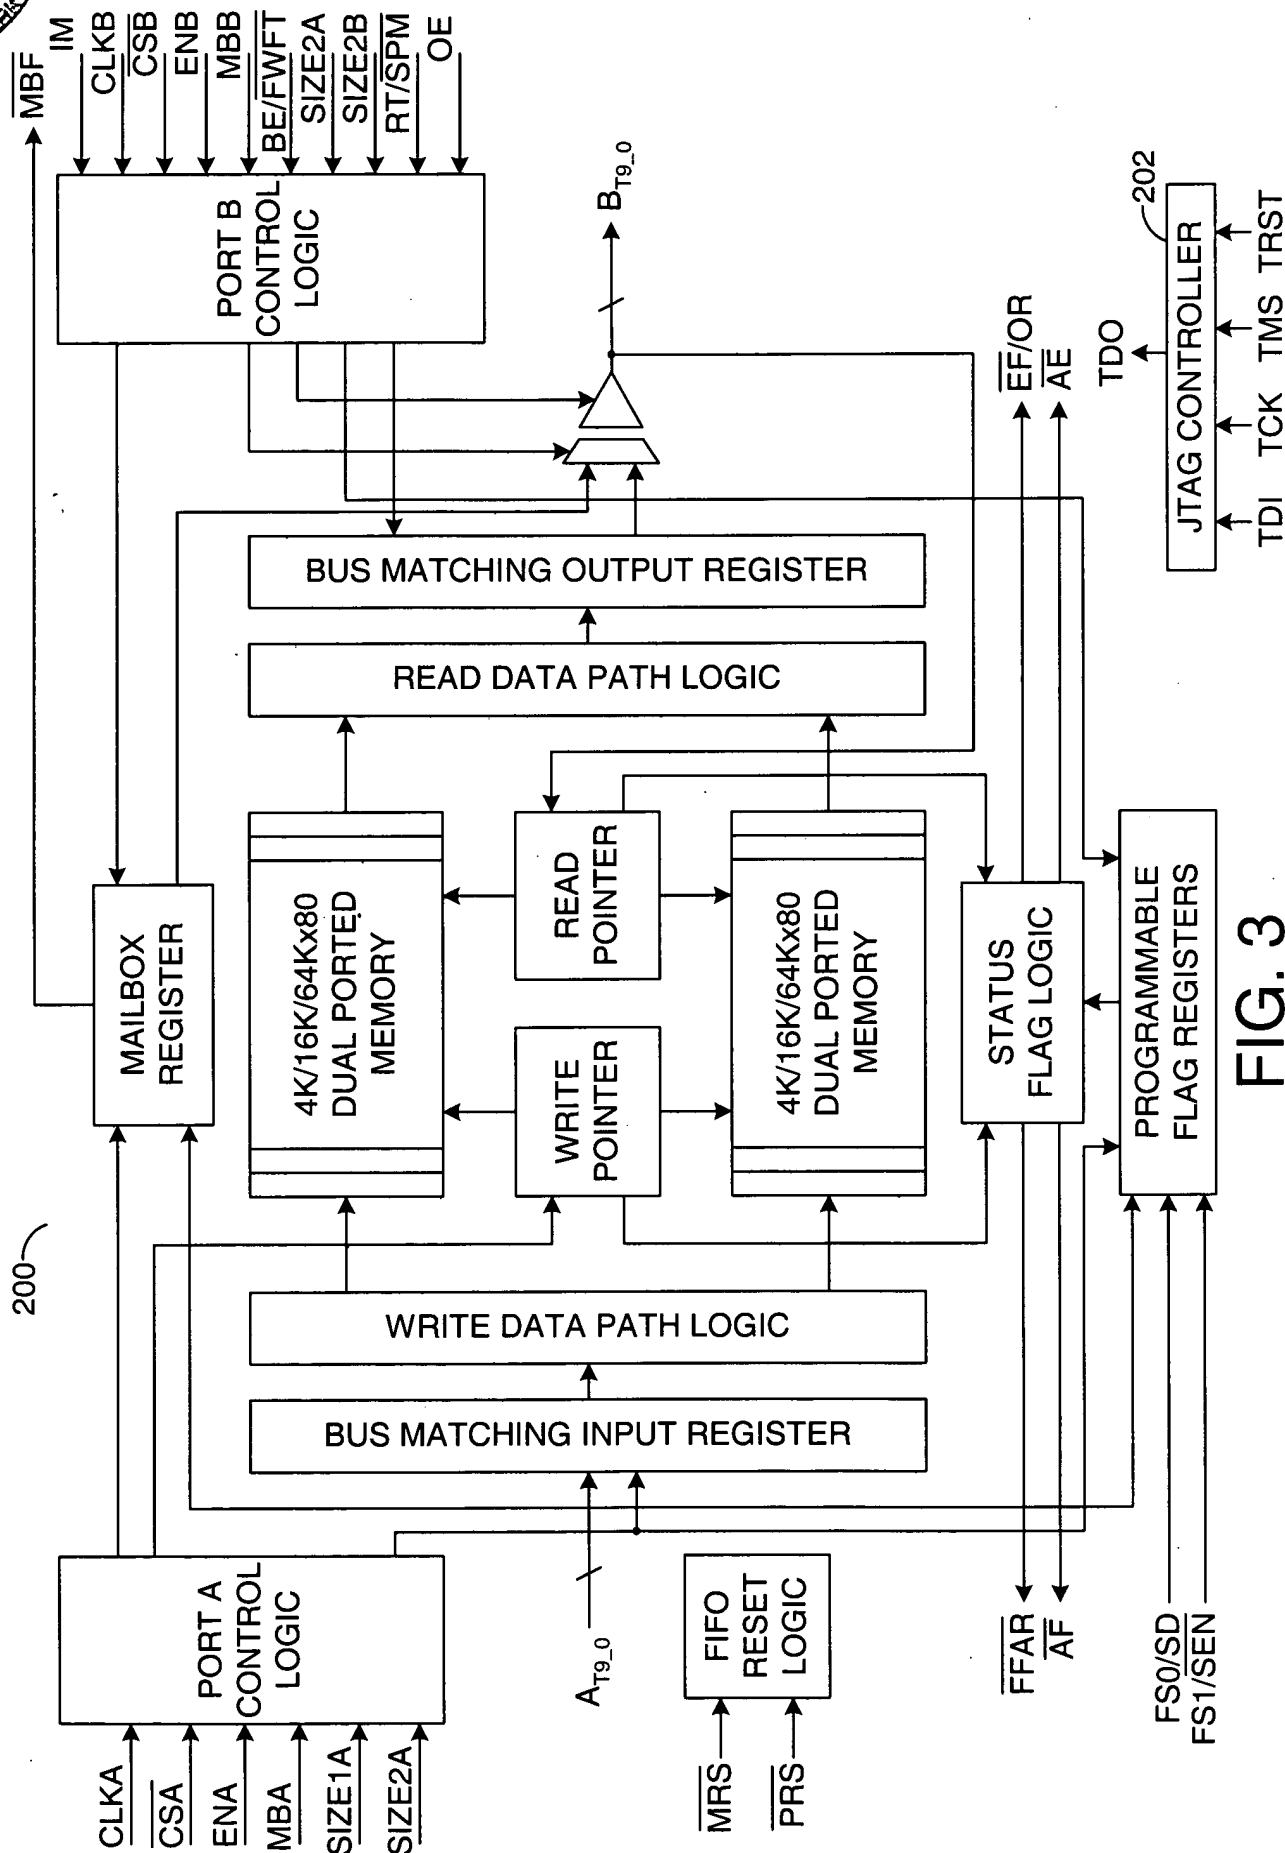 200
CLKA
CSA
ENA
MBA
SIZE1A
SIZE2A
PORT A
CONTROL
LOGIC
MAILBOX
REGISTER
MBF
PORT B
CONTROL
LOGIC
IM
CLKB
CSB
ENB
MBB
BE/FWFT
SIZE2A
SIZE2B
RT/SPM
OE
4K/16K/64Kx80
DUAL PORTED
MEMORY
A_T9_0
BUS MATCHING INPUT REGISTER
WRITE DATA PATH LOGIC
WRITE
POINTER
READ
POINTER
READ DATA PATH LOGIC
BUS MATCHING OUTPUT REGISTER
B_T9_0
4K/16K/64Kx80
DUAL PORTED
MEMORY
MRS
PRS
FIFO
RESET
LOGIC
FFAR
AF
STATUS
FLAG LOGIC
EF/OR
AE
FS0/SD
FS1/SEN
PROGRAMMABLE
FLAG REGISTERS
TDO
202
JTAG CONTROLLER
TDI TCK TMS TRST
FIG. 3